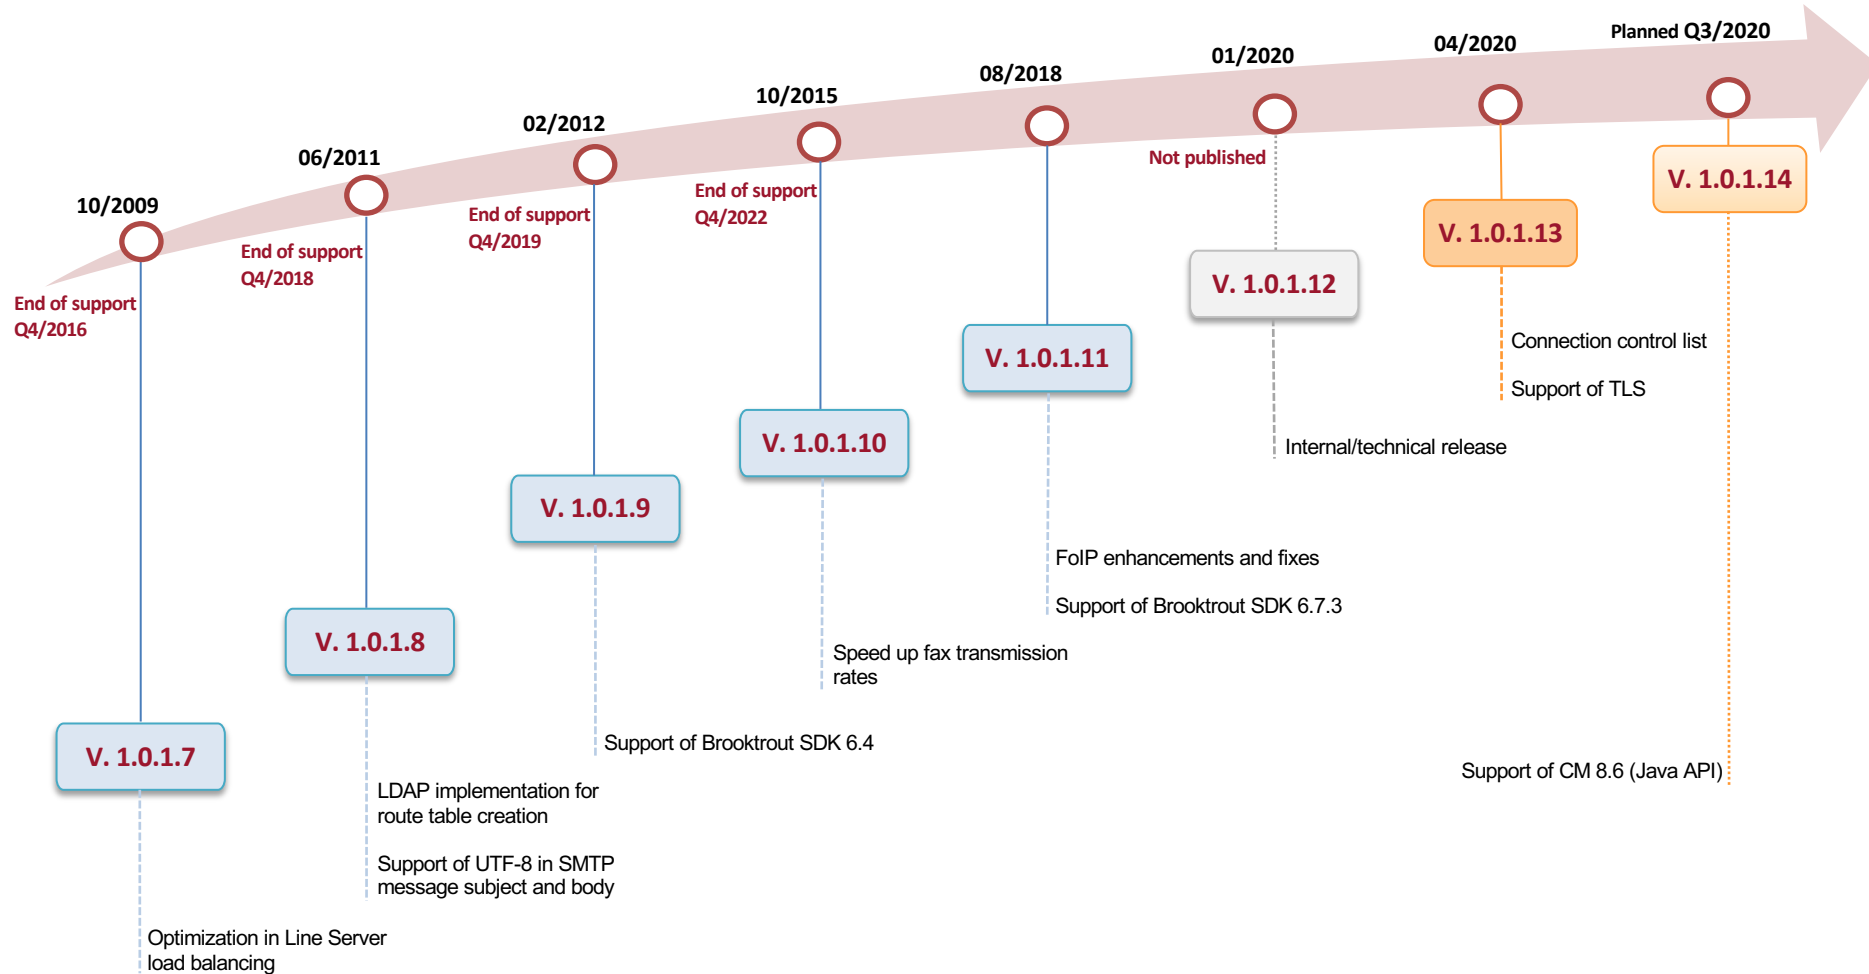 10/2009
End of support
Q4/2016
V. 1.0.1.7
Optimization in Line Server
load balancing
06/2011
End of support
Q4/2018
V. 1.0.1.8
LDAP implementation for
route table creation
Support of UTF-8 in SMTP
message subject and body
02/2012
End of support
Q4/2019
V. 1.0.1.9
Support of Brooktrout SDK 6.4
10/2015
End of support
Q4/2022
V. 1.0.1.10
Speed up fax transmission
rates
08/2018
V. 1.0.1.11
FoIP enhancements and fixes
Support of Brooktrout SDK 6.7.3
01/2020
Not published
V. 1.0.1.12
Internal/technical release
04/2020
V. 1.0.1.13
Connection control list
Support of TLS
Planned Q3/2020
V. 1.0.1.14
Support of CM 8.6 (Java API)